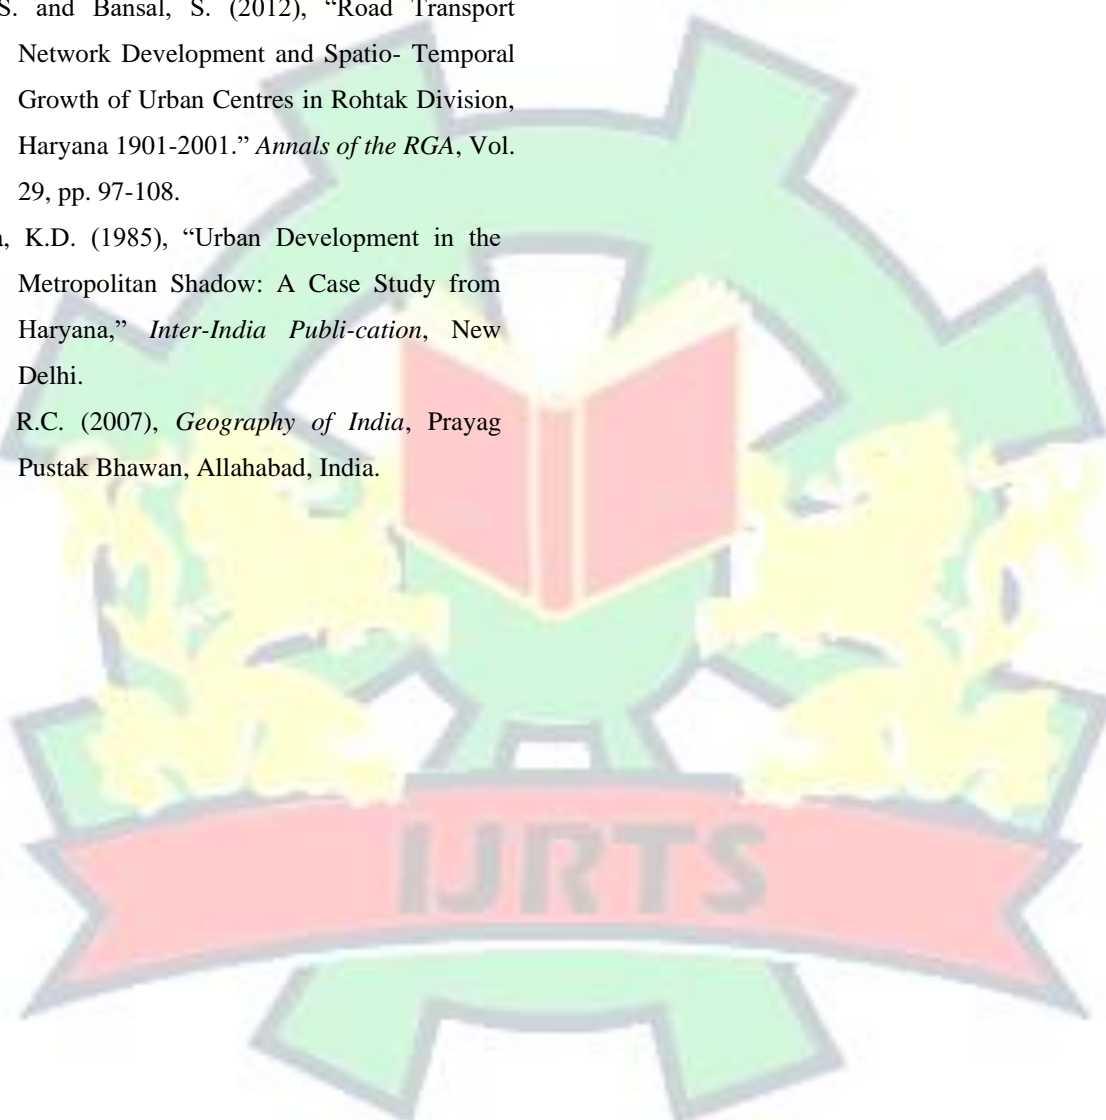 S. and Bansal, S. (2012), “Road Transport
Network Development and Spatio- Temporal
Growth of Urban Centres in Rohtak Division,
Haryana 1901-2001.” Annals of the RGA, Vol.
29, pp. 97-108.
K.D. (1985), “Urban Development in the
Metropolitan Shadow: A Case Study from
Haryana,” Inter-India Publi-cation, New
Delhi.
R.C. (2007), Geography of India, Prayag
Pustak Bhawan, Allahabad, India.
IJRTS